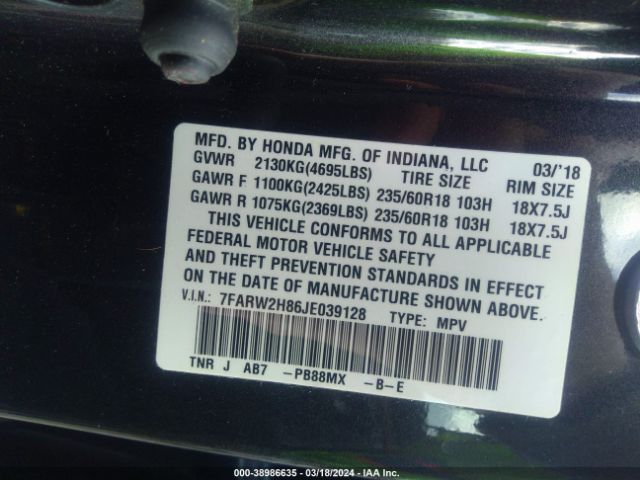 MFD. BY HONDA MFG. OF INDIANA, LLC 03/'18
GVWR 2130KG(4695LBS) TIRE SIZE RIM SIZE
GAWR F 1100KG(2425LBS) 235/60R18 103H 18X7.5J
GAWR R 1075KG(2369LBS) 235/60R18 103H 18X7.5J
THIS VEHICLE CONFORMS TO ALL APPLICABLE
FEDERAL MOTOR VEHICLE SAFETY
AND THEFT PREVENTION STANDARDS IN EFFECT
ON THE DATE OF MANUFACTURE SHOWN ABOVE.
V.I.N.: 7FARW2H86JE039128 TYPE: MPV
TNR J AB7 -PB88MX -B-E
000-38986635 - 03/18/2024 - IAA Inc.